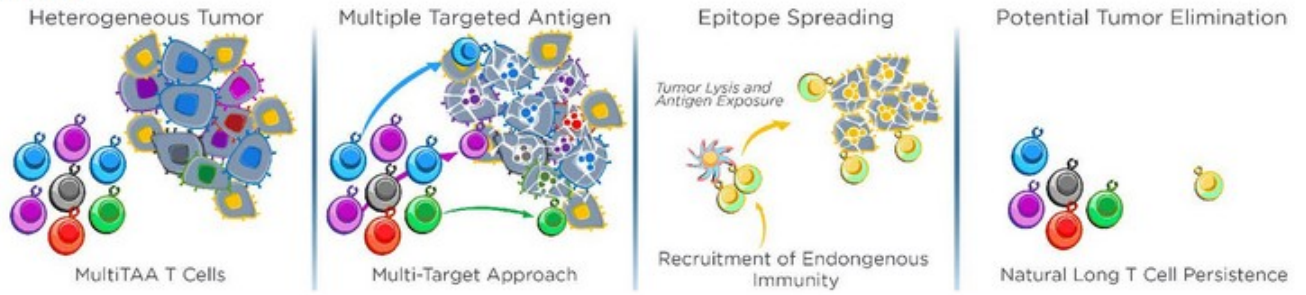 Heterogeneous Tumor
MultiTAA T Cells
Multiple Targeted Antigen
Multi-Target Approach
Epitope Spreading
Tumor Lysis and
Antigen Exposure
Recruitment of Endongenous
Immunity
Potential Tumor Elimination
Natural Long T Cell Persistence